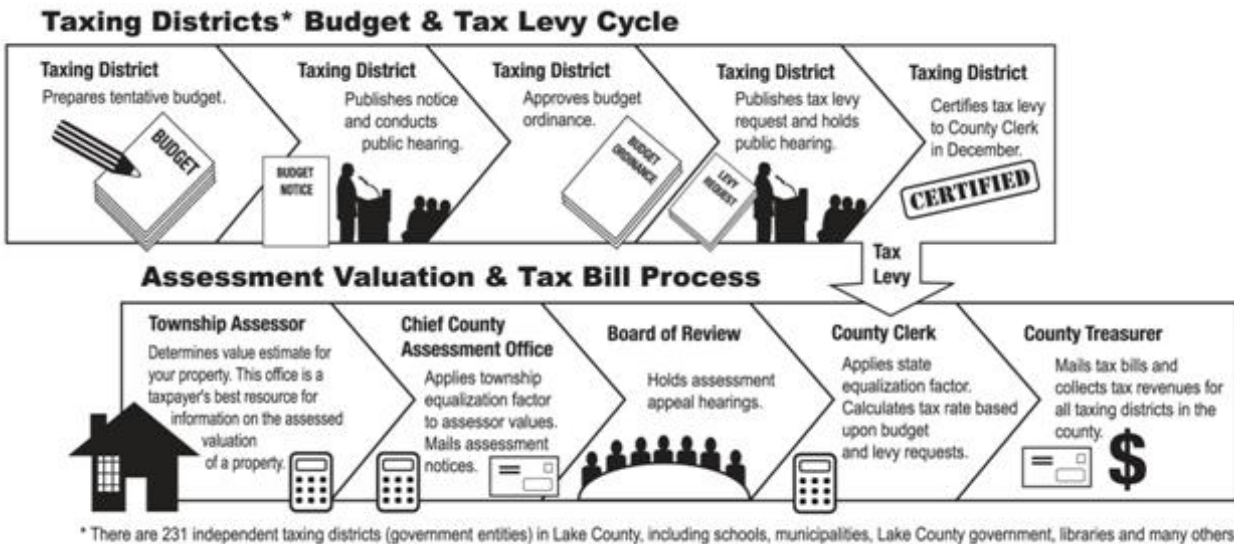 Taxing Districts* Budget & Tax Levy Cycle
Taxing District
Prepares tentative budget.
BUDGET
Taxing District
Publishes notice
and conducts
public hearing.
BUDGET
NOTICE
Taxing District
Approves budget
ordinance.
BUDGET
ORDINANCE
Taxing District
Publishes tax levy
request and holds
public hearing.
LEVY
REQUEST
Taxing District
Certifies tax levy
to County Clerk
in December.
CERTIFIED
Tax
Levy
Assessment Valuation & Tax Bill Process
Township Assessor
Determines value estimate for
your property. This office is a
taxpayer's best resource for
information on the assessed
valuation
of a property.
Chief County
Assessment Office
Applies township
equalization factor
to assessor values.
Mails assessment
notices.
Board of Review
Holds assessment
appeal hearings.
County Clerk
Applies state
equalization factor.
Calculates tax rate based
upon budget
and levy requests.
County Treasurer
Mails tax bills and
collects tax revenues for
all taxing districts in the
county.
$
* There are 231 independent taxing districts (government entities) in Lake County, including schools, municipalities, Lake County government, libraries and many others